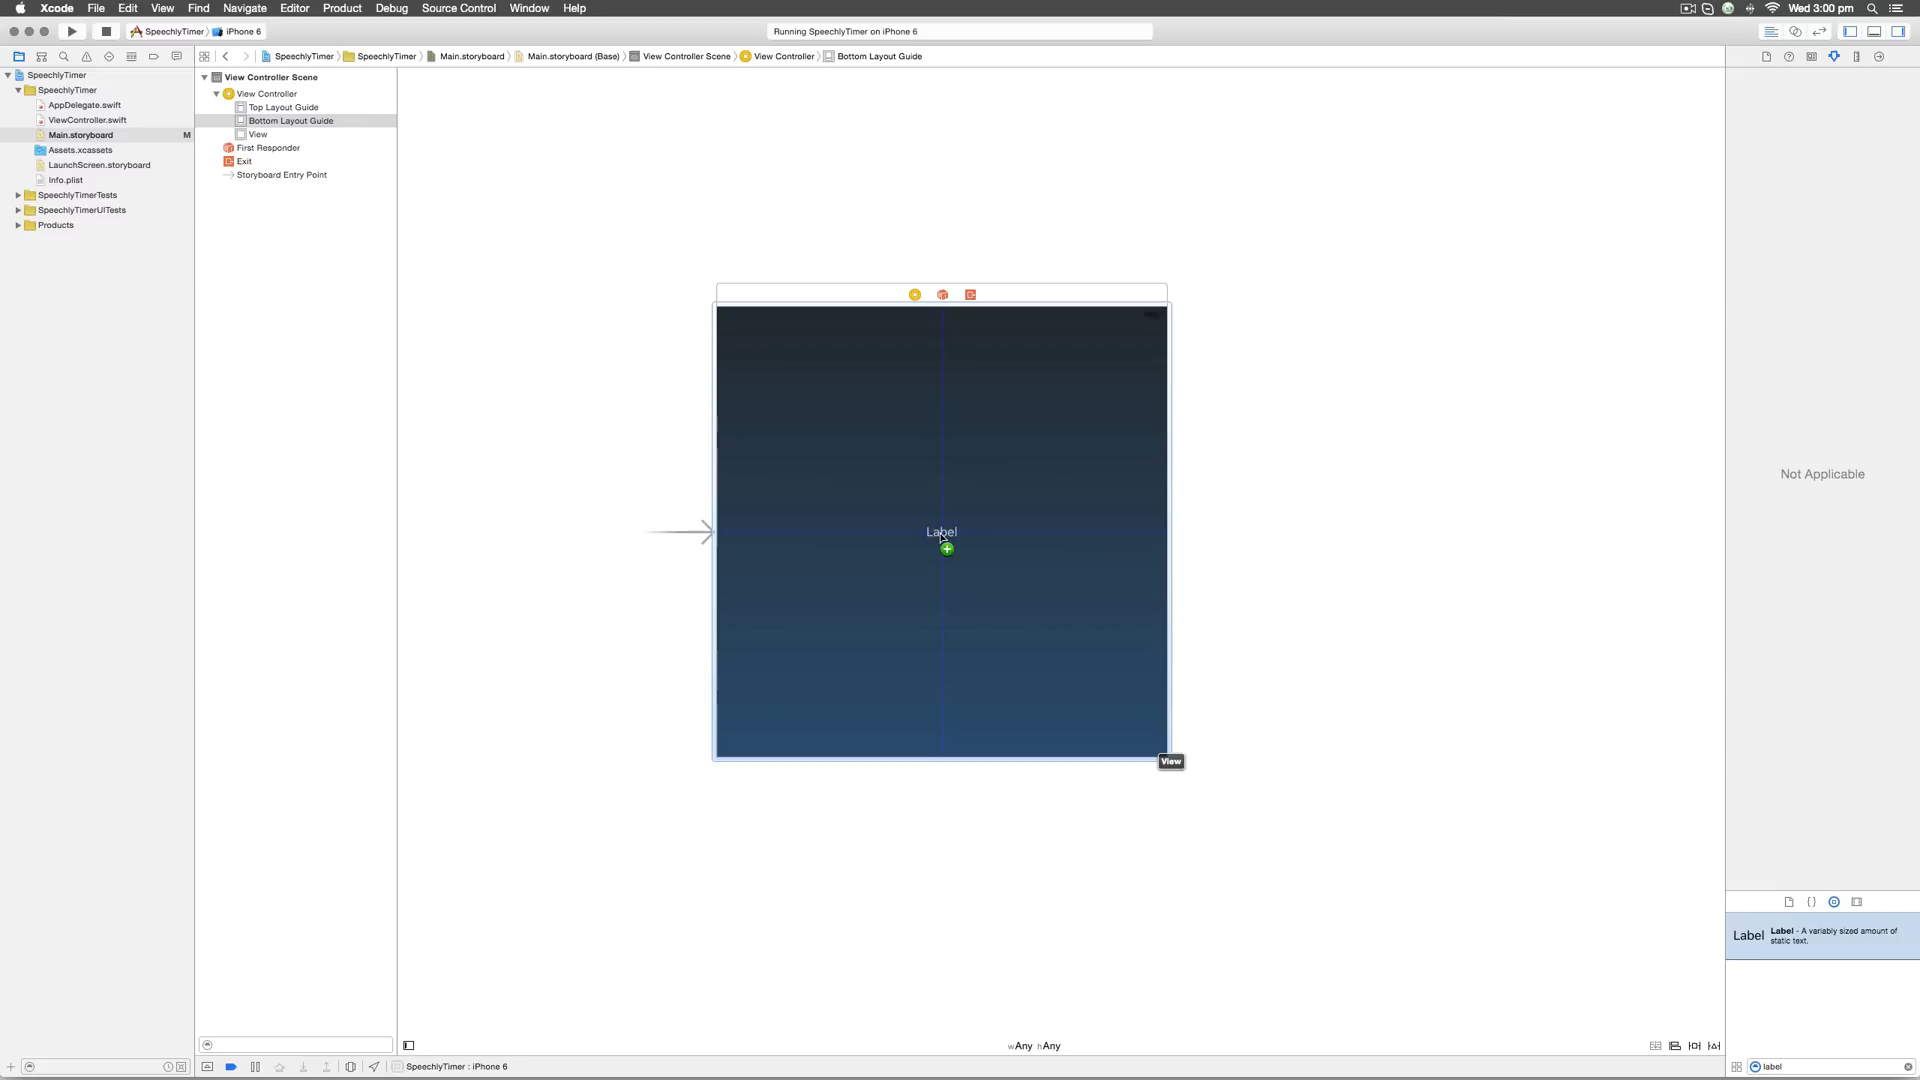 Xcode File Edit View Find Navigate Editor Product Debug Source Control Window Help Wed 3:00 pm
SpeechlyTimer iPhone 6 Running SpeechlyTimer on iPhone 6
SpeechlyTimer SpeechlyTimer Main.storyboard Main.storyboard (Base) View Controller Scene View Controller Bottom Layout Guide
SpeechlyTimer
SpeechlyTimer
AppDelegate.swift
ViewController.swift
Main.storyboard M
Assets.xcassets
LaunchScreen.storyboard
Info.plist
SpeechlyTimerTests
SpeechlyTimerUITests
Products
View Controller Scene
View Controller
Top Layout Guide
Bottom Layout Guide
View
First Responder
Exit
Storyboard Entry Point
Label
View
Not Applicable
Label Label - A variably sized amount of
static text.
wAny hAny
SpeechlyTimer : iPhone 6
label